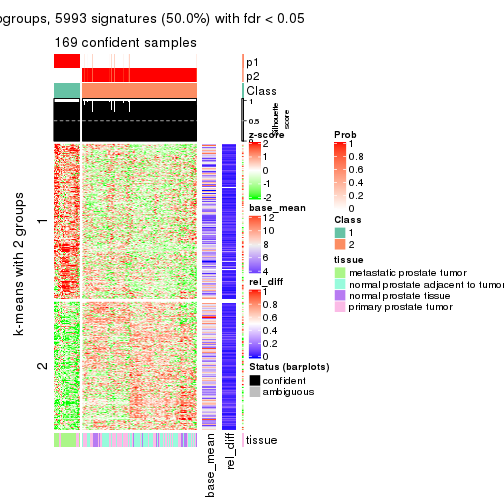 ogroups, 5993 signatures (50.0%) with fdr < 0.05
169 confident samples
p1
p2
Class
1
0.5
Silhouette
score
z-score
2
1
0
-1
-2
base_mean
12
10
8
6
4
rel_diff
1
0.8
0.6
0.4
0.2
0
Status (barplots)
confident
ambiguous
Prob
1
0.8
0.6
0.4
0.2
0
Class
1
2
tissue
metastatic prostate tumor
normal prostate adjacent to tumor
normal prostate tissue
primary prostate tumor
k-means with 2 groups
1
2
tissue
base_mean
rel_diff